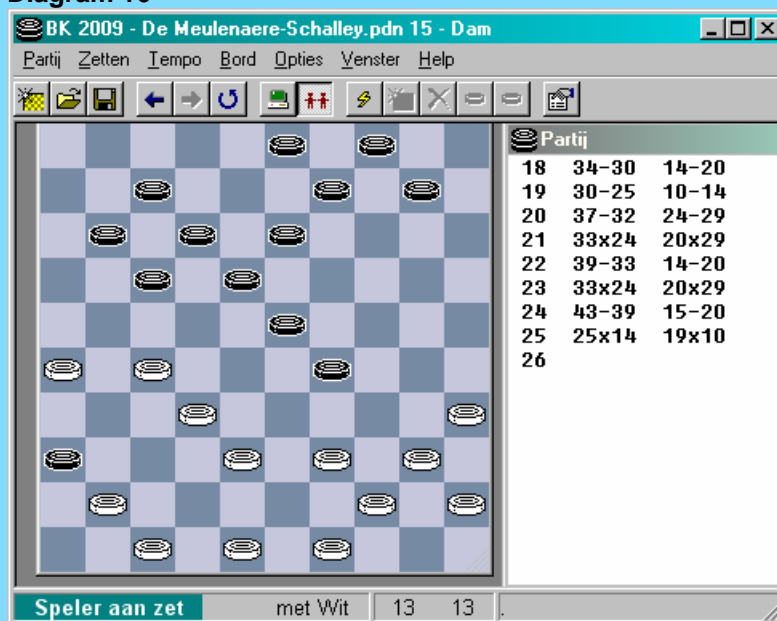 BK 2009 - De Meulenaere-Schalley.pdn 15 - Dam
Partij Zetten Tempo Bord Opties Venster Help
Partij
18 34-30 14-20
19 30-25 10-14
20 37-32 24-29
21 33x24 20x29
22 39-33 14-20
23 33x24 20x29
24 43-39 15-20
25 25x14 19x10
26
Speler aan zet met Wit 13 13 .